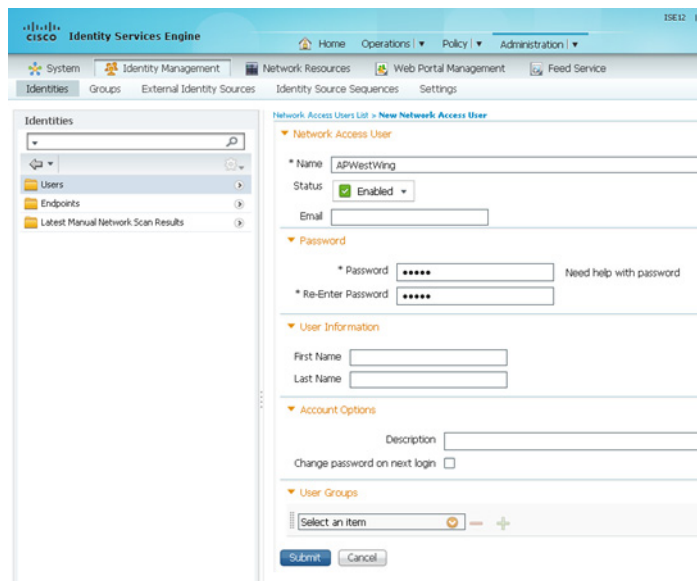 ISE12
CISCO Identity Services Engine
Home Operations Policy Administration
System Identity Management Network Resources Web Portal Management Feed Service
Identities Groups External Identity Sources Identity Source Sequences Settings
Identities
Users
Endpoints
Latest Manual Network Scan Results
Network Access Users List > New Network Access User
Network Access User
* Name APWestWing
Status Enabled
Email
Password
* Password ••••• Need help with password
* Re-Enter Password •••••
User Information
First Name
Last Name
Account Options
Description
Change password on next login
User Groups
Select an item
Submit Cancel